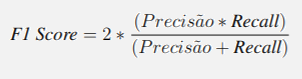 F1 Score = 2 * (Precisão * Recall) / (Precisão + Recall)